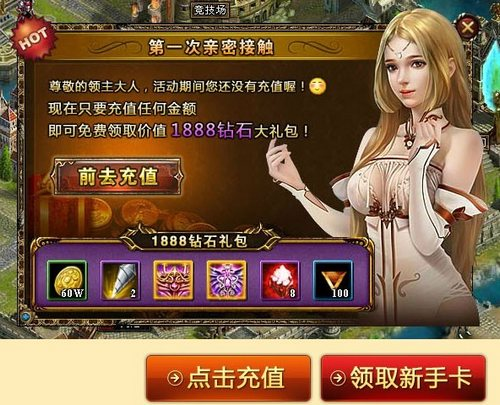 竞技场
HOT
第一次亲密接触
尊敬的领主大人，活动期间您还没有充值喔！
现在只要充值任何金额
即可免费领取价值 1888钻石大礼包！
前去充值
1888钻石礼包
60W 2 8 100
点击充值
领取新手卡